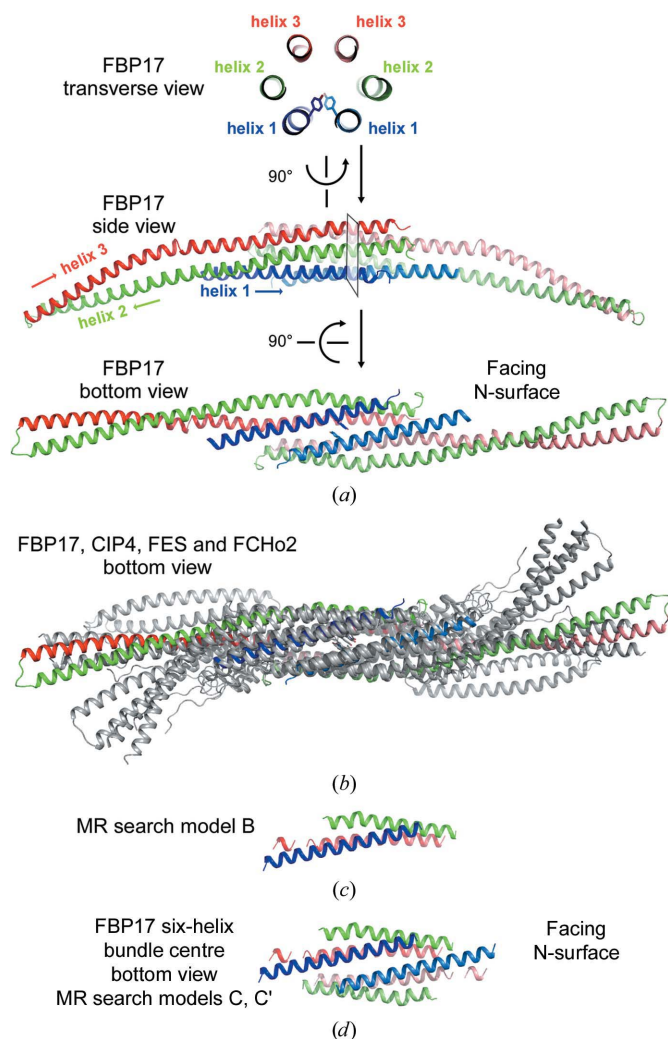 helix 3 helix 3
FBP17
transverse view
helix 2 helix 2
helix 1 helix 1
90°
FBP17
side view
helix 3
helix 2
helix 1
90°
FBP17
bottom view
Facing
N-surface
(a)
FBP17, CIP4, FES and FCHo2
bottom view
(b)
MR search model B
(c)
FBP17 six-helix
bundle centre
bottom view
MR search models C, C'
Facing
N-surface
(d)